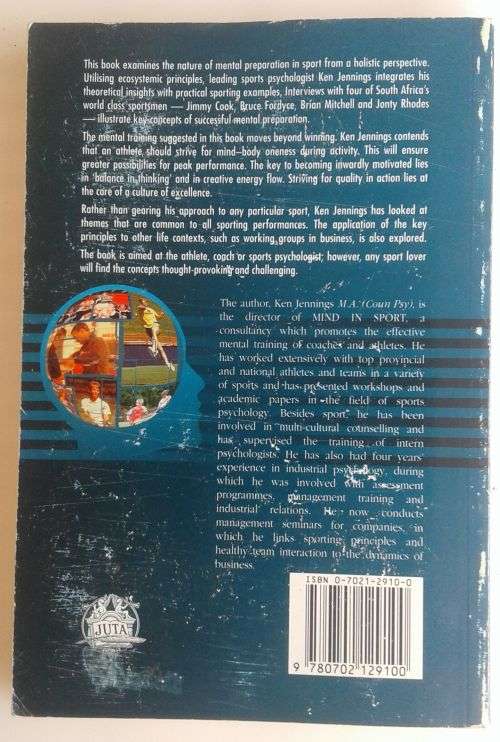 This book examines the nature of mental preparation in sport from a holistic perspective.
Utilising ecosystemic principles, leading sports psychologist Ken Jennings integrates his
theoretical insights with practical sporting examples, Interviews with four of South Africa's
world class sportsmen — Jimmy Cook, Bruce Fordyce, Brian Mitchell and Jonty Rhodes
— illustrate key concepts of successful mental preparation.
The mental training suggested in this book moves beyond winning. Ken Jennings contends
that an athlete should strive for mind–body oneness during activity. This will ensure
greater possibilities for peak performance. The key to becoming inwardly motivated lies
in 'balance in thinking' and in creative energy flow. Striving for quality in action lies at
the core of a culture of excellence.
Rather than gearing his approach to any particular sport, Ken Jennings has looked at
themes that are common to all sporting performances. The application of the key
principles to other life contexts, such as working groups in business, is also explored.
The book is aimed at the athlete, coach or sports psychologist; however, any sport lover
will find the concepts thought-provoking and challenging.
The author, Ken Jennings M.A. (Coun Psy), is
the director of MIND IN SPORT, a
consultancy which promotes the effective
mental training of coaches and athletes. He
has worked extensively with top provincial
and national athletes and teams in a variety
of sports and has presented workshops and
academic papers in the field of sports
psychology. Besides sport, he has been
involved in multi-cultural counselling and
has supervised the training of intern
psychologists. He has also had four years'
experience in industrial psychology, during
which he was involved with assessment
programmes, management training and
industrial relations. He now conducts
management seminars for companies, in
which he links sporting principles and
healthy team interaction to the dynamics of
business.
ISBN 0-7021-2910-0
9 780702 129100
JUTA